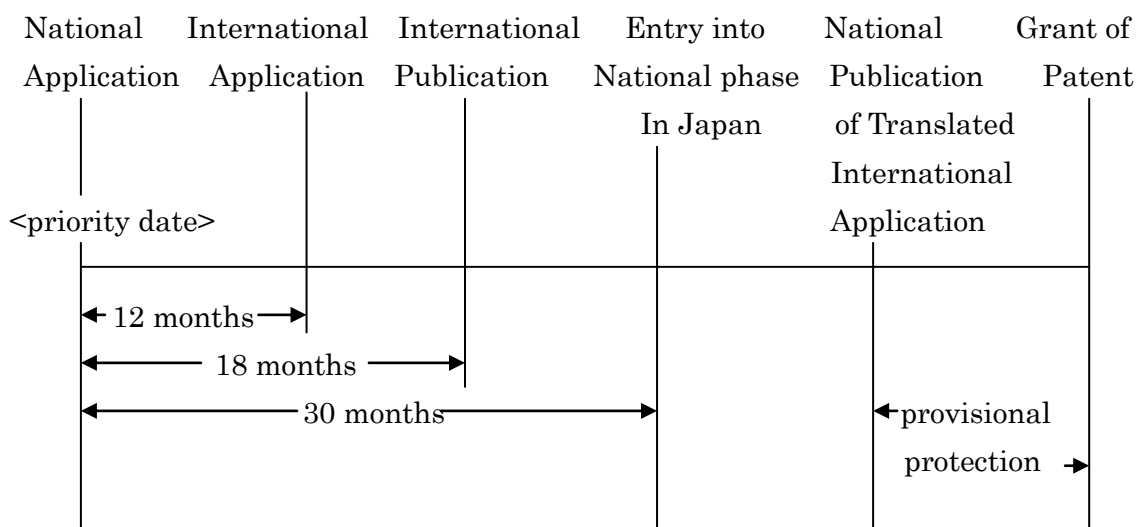 National Application
International Application
International Publication
Entry into National phase In Japan
National Publication of Translated International Application
Grant of Patent
<priority date>
12 months
18 months
30 months
provisional
protection